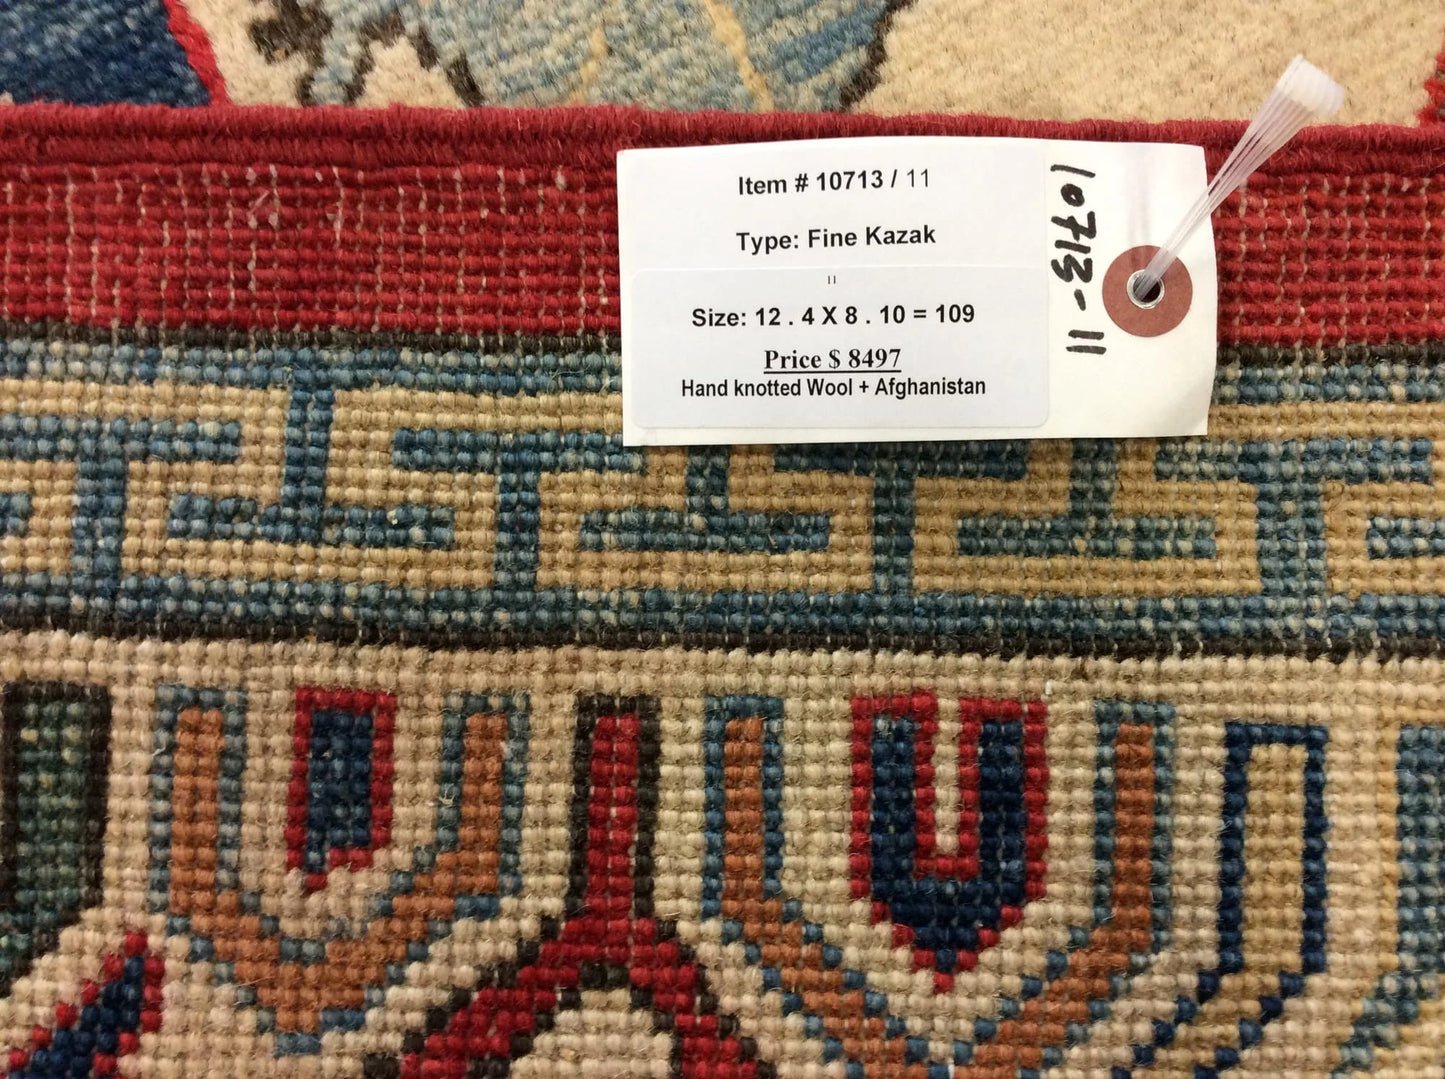 Item # 10713 / 11
Type: Fine Kazak
11
Size: 12 . 4 X 8 . 10 = 109
Price $ 8497
Hand knotted Wool + Afghanistan
10713-11